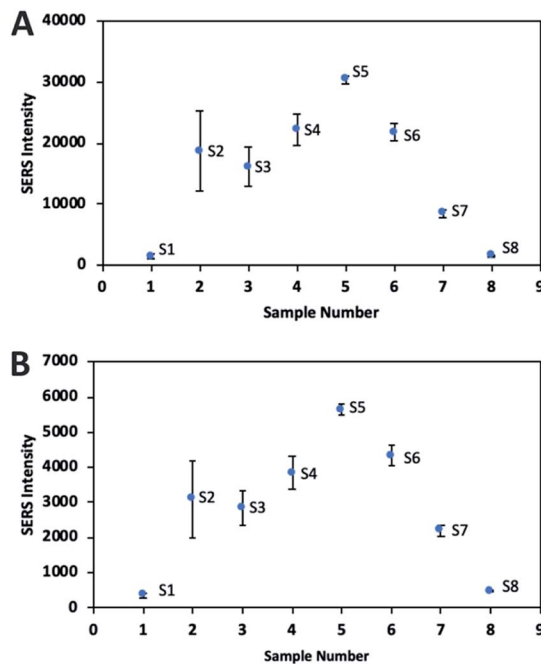 A
40000
30000
20000
10000
0
SERS Intensity
S1
S2
S3
S4
S5
S6
S7
S8
0 1 2 3 4 5 6 7 8 9
Sample Number
B
7000
6000
5000
4000
3000
2000
1000
0
SERS Intensity
S1
S2
S3
S4
S5
S6
S7
S8
0 1 2 3 4 5 6 7 8 9
Sample Number